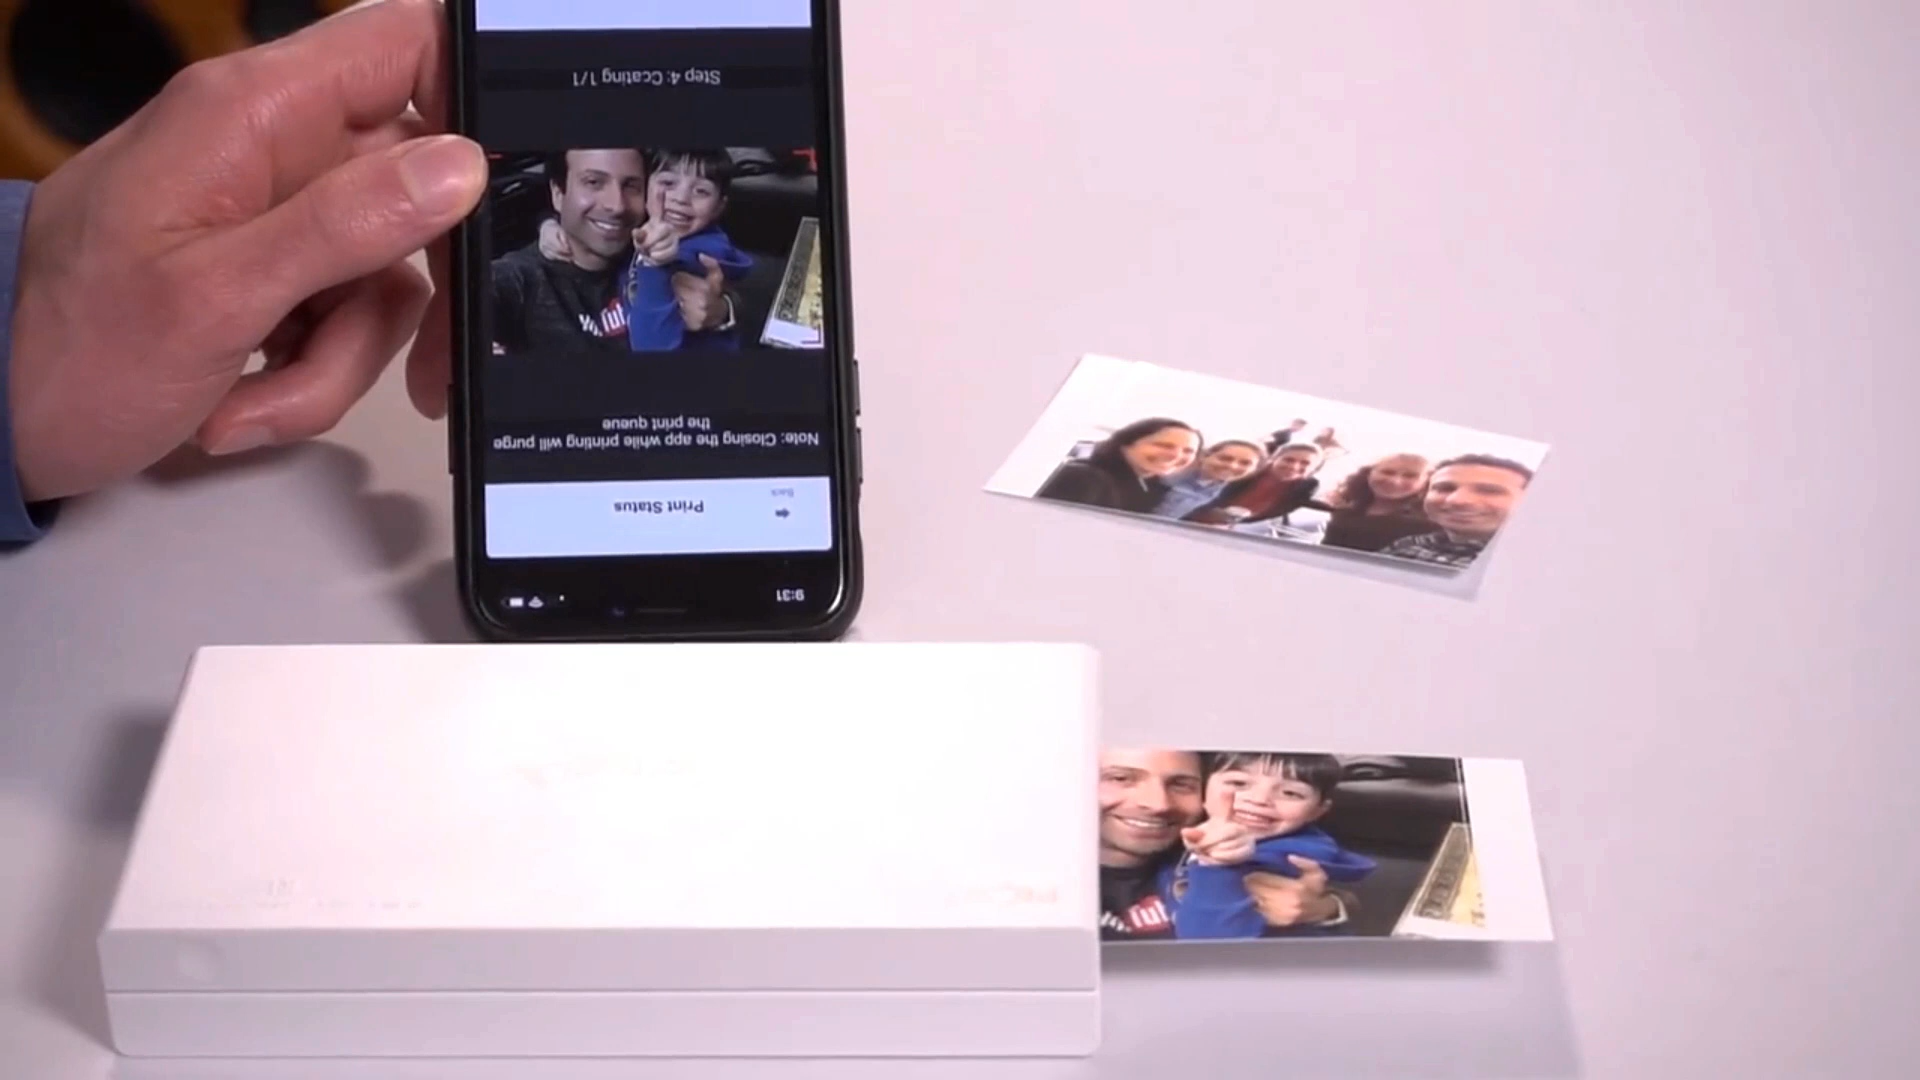 9:31
Back
Print Status
Note: Closing the app while printing will purge
the print queue
Step 4: Coating 1/1